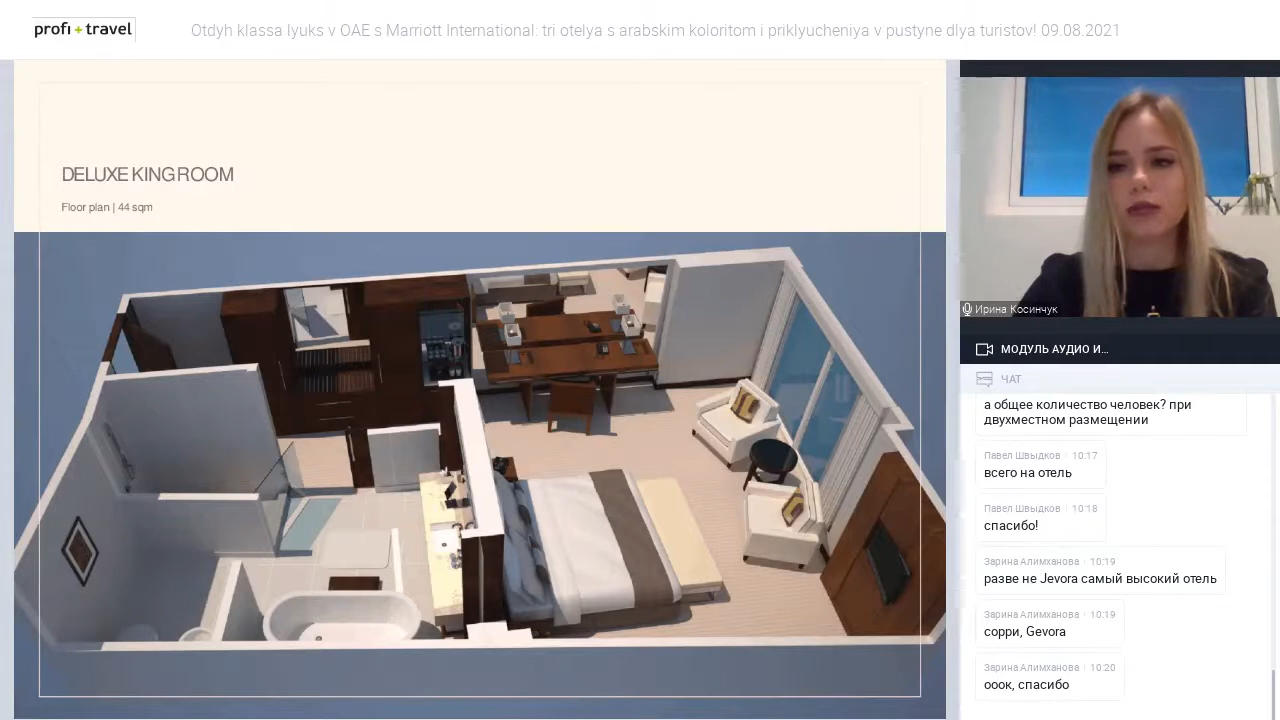 profi + travel
Otdyh klassa lyuks v OAE s Marriott International: tri otelya s arabskim koloritom i priklyucheniya v pustyne dlya turistov! 09.08.2021
DELUXE KING ROOM
Floor plan | 44 sqm
Ирина Косинчук
МОДУЛЬ АУДИО И...
ЧАТ
а общее количество человек? при
двухместном размещении
Павел Швыдков 10:17
всего на отель
Павел Швыдков 10:18
спасибо!
Зарина Алимханова 10:19
разве не Jevora самый высокий отель
Зарина Алимханова 10:19
сорри, Gevora
Зарина Алимханова 10:20
ооок, спасибо